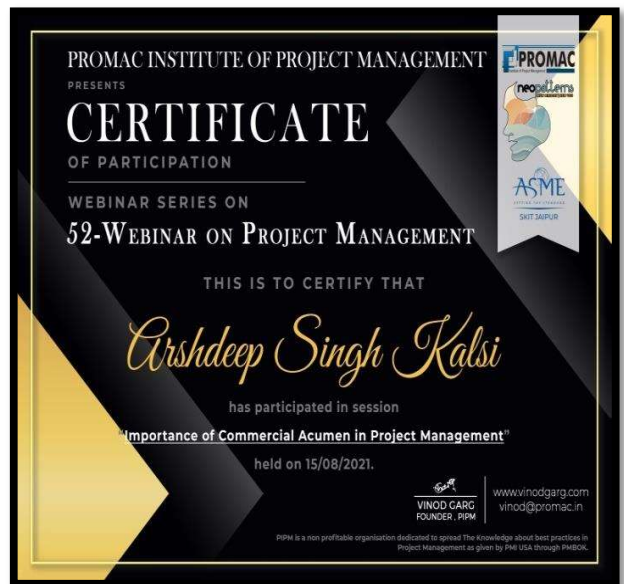 PROMAC INSTITUTE OF PROJECT MANAGEMENT
PRESENTS
CERTIFICATE
OF PARTICIPATION
WEBINAR SERIES ON
52-WEBINAR ON PROJECT MANAGEMENT
PROMAC
neopatterns
ASME
SETTING THE STANDARD
SKIT JAIPUR
THIS IS TO CERTIFY THAT
Arshdeep Singh Kalsi
has participated in session
"Importance of Commercial Acumen in Project Management"
held on 15/08/2021.
VINOD GARG
FOUNDER , PIPM
www.vinodgarg.com
vinod@promac.in
PIPM is a non profitable organisation dedicated to spread The Knowledge about best practices in
Project Management as given by PMI USA through PMBOK.